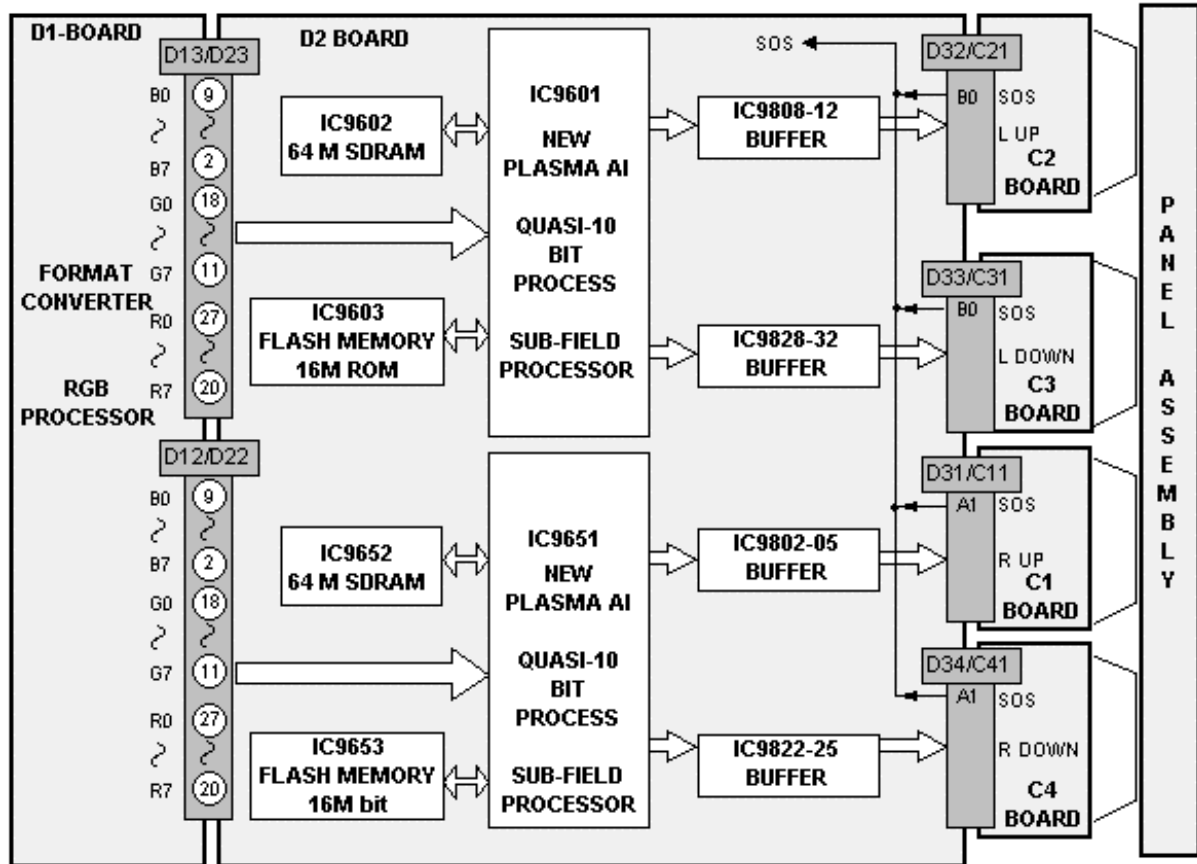 D1-BOARD
D13/D23
B0
9
B7
2
G0
18
FORMAT
CONVERTER
G7
11
R0
27
RGB
PROCESSOR
R7
20
D12/D22
B0
9
B7
2
G0
18
G7
11
R0
27
R7
20
D2 BOARD
IC9602
64 M SDRAM
IC9603
FLASH MEMORY
16M ROM
IC9652
64 M SDRAM
IC9653
FLASH MEMORY
16M bit
IC9601
NEW
PLASMA AI
QUASI-10
BIT
PROCESS
SUB-FIELD
PROCESSOR
IC9651
NEW
PLASMA AI
QUASI-10
BIT
PROCESS
SUB-FIELD
PROCESSOR
SOS
IC9808-12
BUFFER
IC9828-32
BUFFER
IC9802-05
BUFFER
IC9822-25
BUFFER
D32/C21
B0
SOS
L UP
C2
BOARD
D33/C31
B0
SOS
L DOWN
C3
BOARD
D31/C11
A1
SOS
R UP
C1
BOARD
D34/C41
A1
SOS
R DOWN
C4
BOARD
PANEL ASSEMBLY